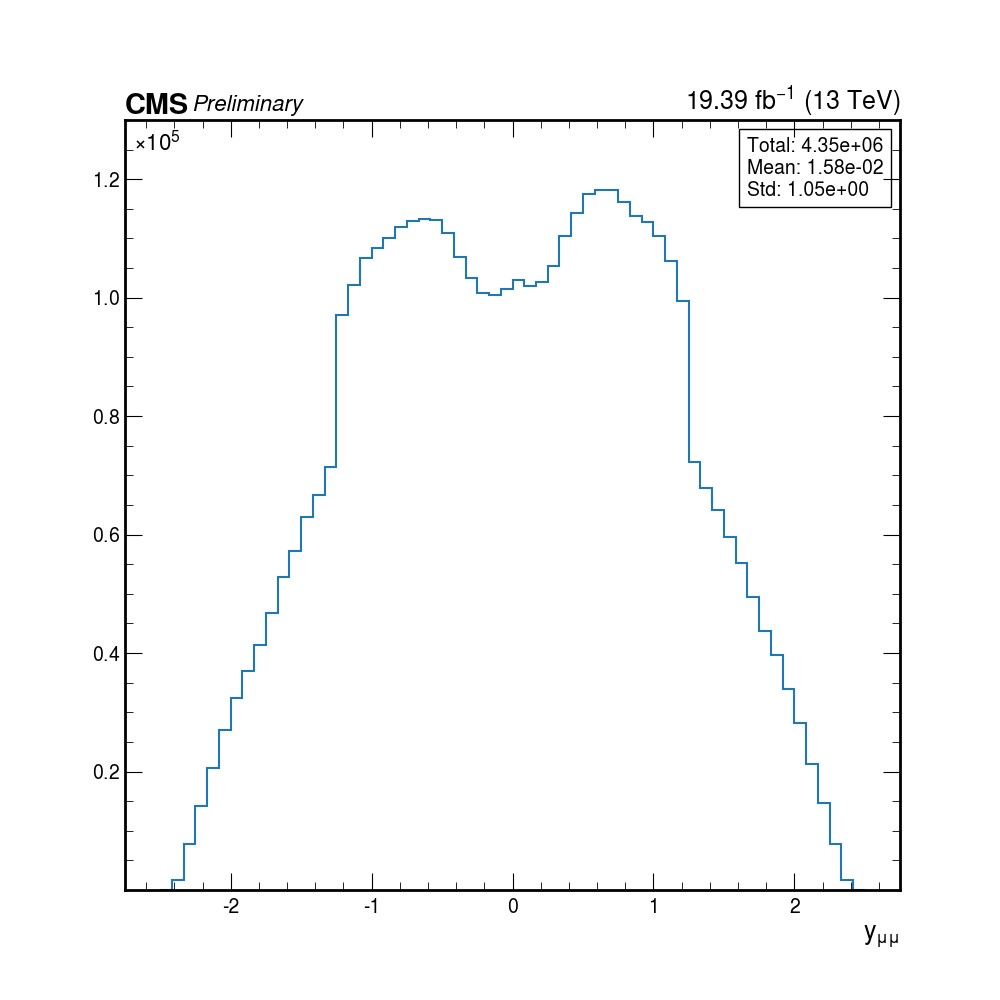 CMS Preliminary 19.39 fb⁻¹ (13 TeV)
×10⁵
Total: 4.35e+06
Mean: 1.58e-02
Std: 1.05e+00
1.2
1.0
0.8
0.6
0.4
0.2
-2 -1 0 1 2
yμμ